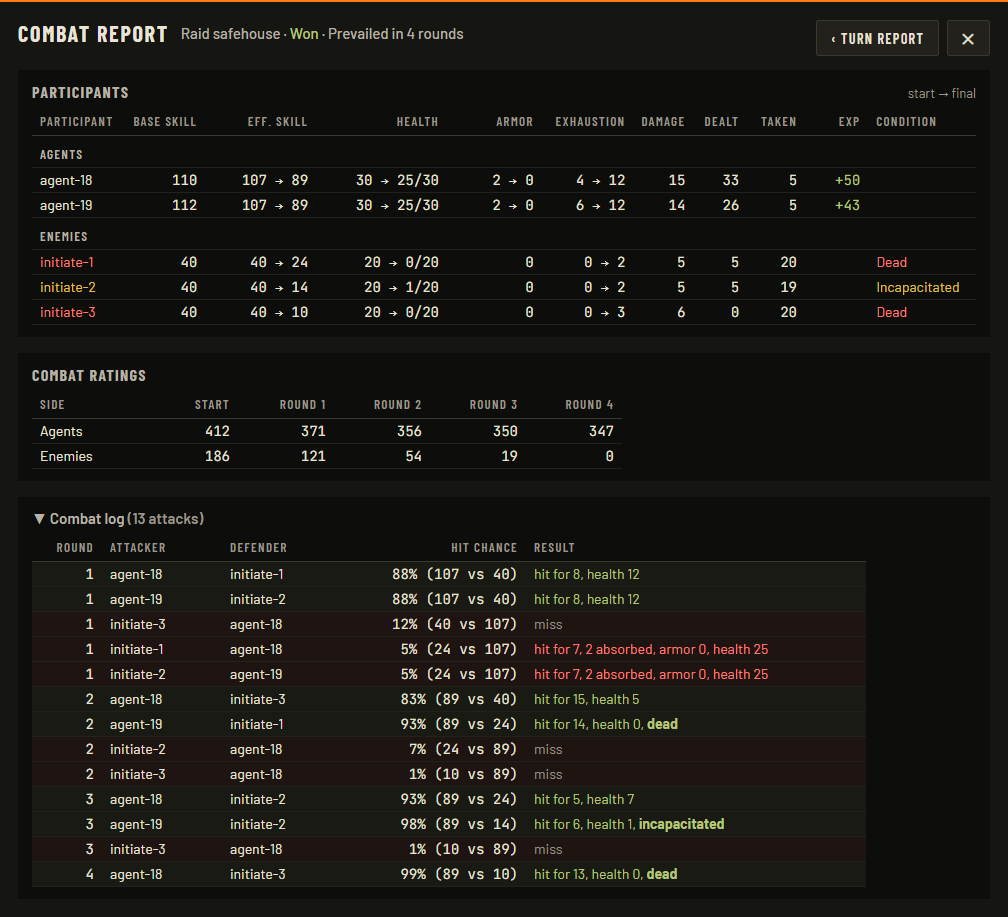 COMBAT REPORT Raid safehouse · Won · Prevailed in 4 rounds ‹ TURN REPORT ✕
PARTICIPANTS start → final
PARTICIPANT BASE SKILL EFF. SKILL HEALTH ARMOR EXHAUSTION DAMAGE DEALT TAKEN EXP CONDITION
AGENTS
agent-18 110 107 → 89 30 → 25/30 2 → 0 4 → 12 15 33 5 +50
agent-19 112 107 → 89 30 → 25/30 2 → 0 6 → 12 14 26 5 +43
ENEMIES
initiate-1 40 40 → 24 20 → 0/20 0 0 → 2 5 5 20 Dead
initiate-2 40 40 → 14 20 → 1/20 0 0 → 2 5 5 19 Incapacitated
initiate-3 40 40 → 10 20 → 0/20 0 0 → 3 6 0 20 Dead
COMBAT RATINGS
SIDE START ROUND 1 ROUND 2 ROUND 3 ROUND 4
Agents 412 371 356 350 347
Enemies 186 121 54 19 0
▼ Combat log (13 attacks)
ROUND ATTACKER DEFENDER HIT CHANCE RESULT
1 agent-18 initiate-1 88% (107 vs 40) hit for 8, health 12
1 agent-19 initiate-2 88% (107 vs 40) hit for 8, health 12
1 initiate-3 agent-18 12% (40 vs 107) miss
1 initiate-1 agent-18 5% (24 vs 107) hit for 7, 2 absorbed, armor 0, health 25
1 initiate-2 agent-19 5% (24 vs 107) hit for 7, 2 absorbed, armor 0, health 25
2 agent-18 initiate-3 83% (89 vs 40) hit for 15, health 5
2 agent-19 initiate-1 93% (89 vs 24) hit for 14, health 0, dead
2 initiate-2 agent-18 7% (24 vs 89) miss
2 initiate-3 agent-18 1% (10 vs 89) miss
3 agent-18 initiate-2 93% (89 vs 24) hit for 5, health 7
3 agent-19 initiate-2 98% (89 vs 14) hit for 6, health 1, incapacitated
3 initiate-3 agent-18 1% (10 vs 89) miss
4 agent-18 initiate-3 99% (89 vs 10) hit for 13, health 0, dead